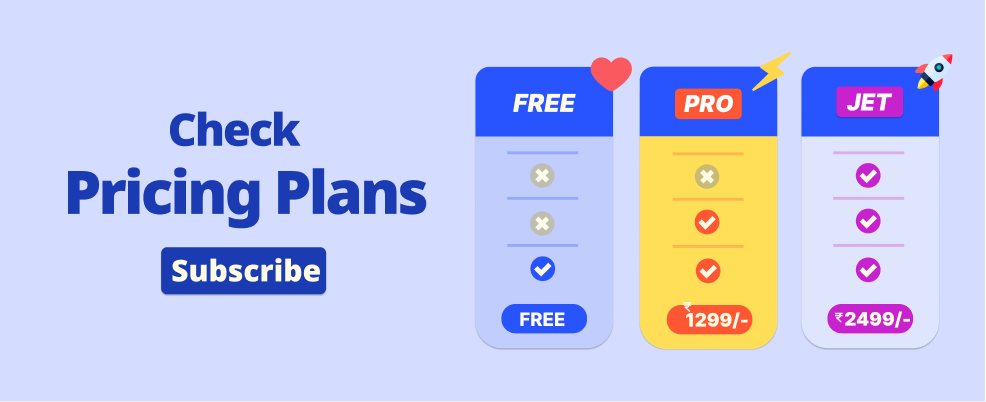 Check
Pricing Plans
Subscribe
FREE
FREE
PRO
₹
1299/-
JET
₹2499/-